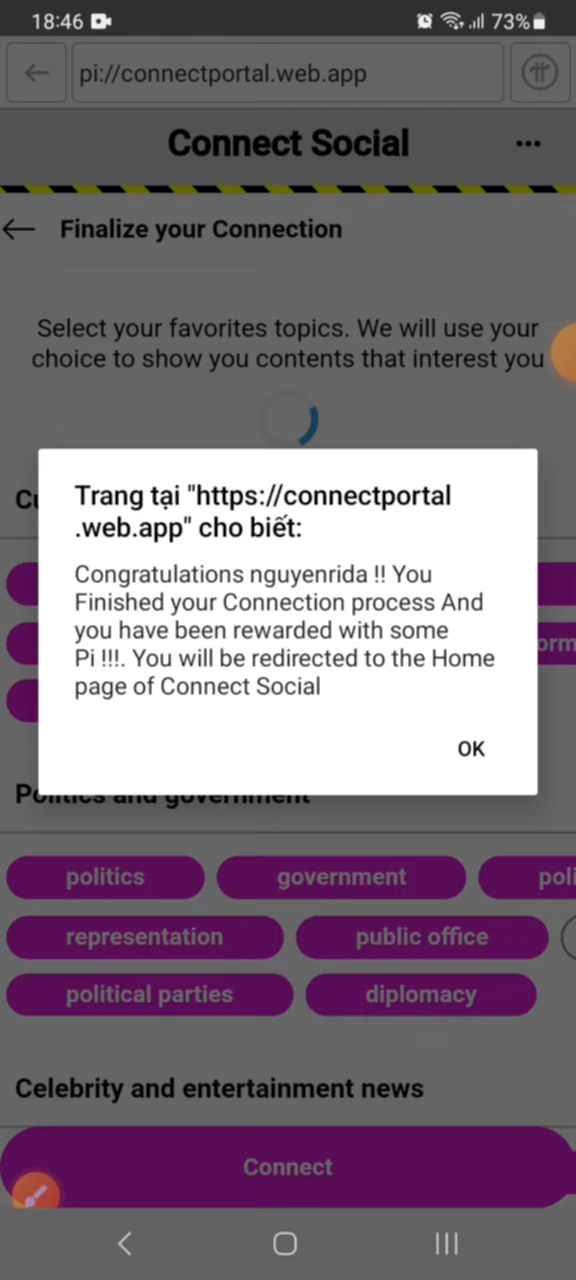 18:46
73%
pi://connectportal.web.app
Connect Social
Finalize your Connection
Select your favorites topics. We will use your
choice to show you contents that interest you
Trang tại "https://connectportal
.web.app" cho biết:
Congratulations nguyenrida !! You
Finished your Connection process And
you have been rewarded with some
Pi !!!. You will be redirected to the Home
page of Connect Social
OK
Politics and government
politics
government
representation
public office
political parties
diplomacy
Celebrity and entertainment news
Connect